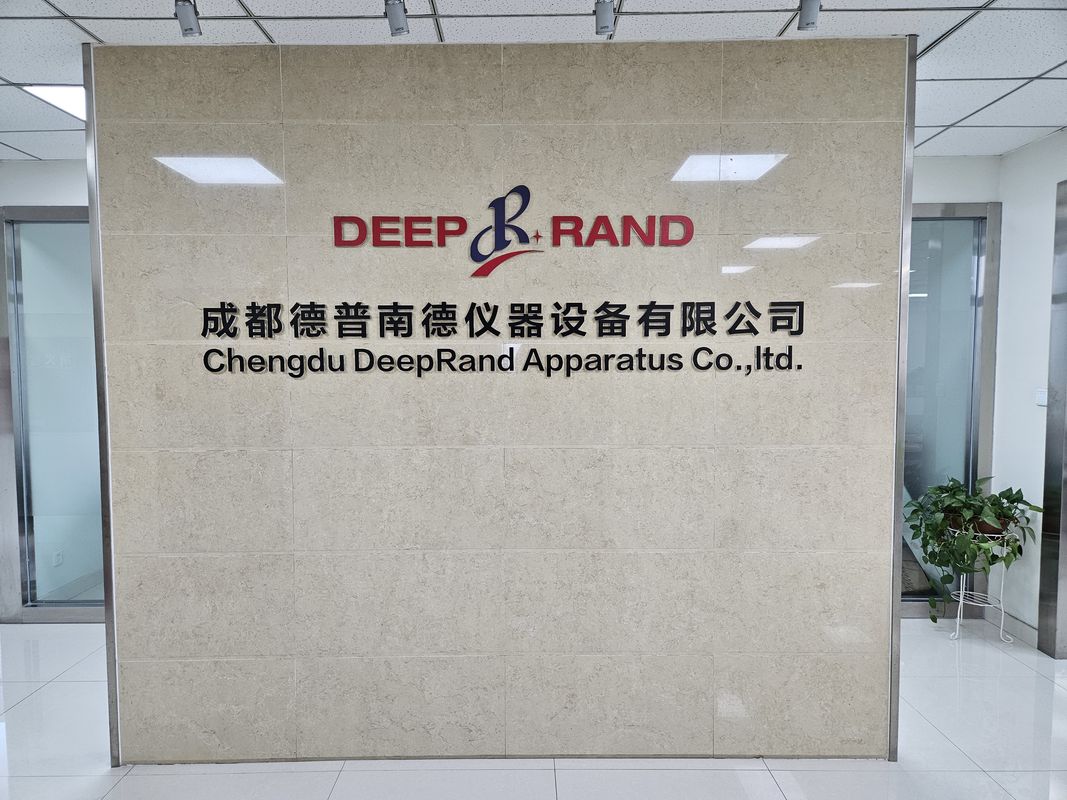 DEEP R RAND
成都德普南德仪器设备有限公司
Chengdu DeepRand Apparatus Co.,ltd.